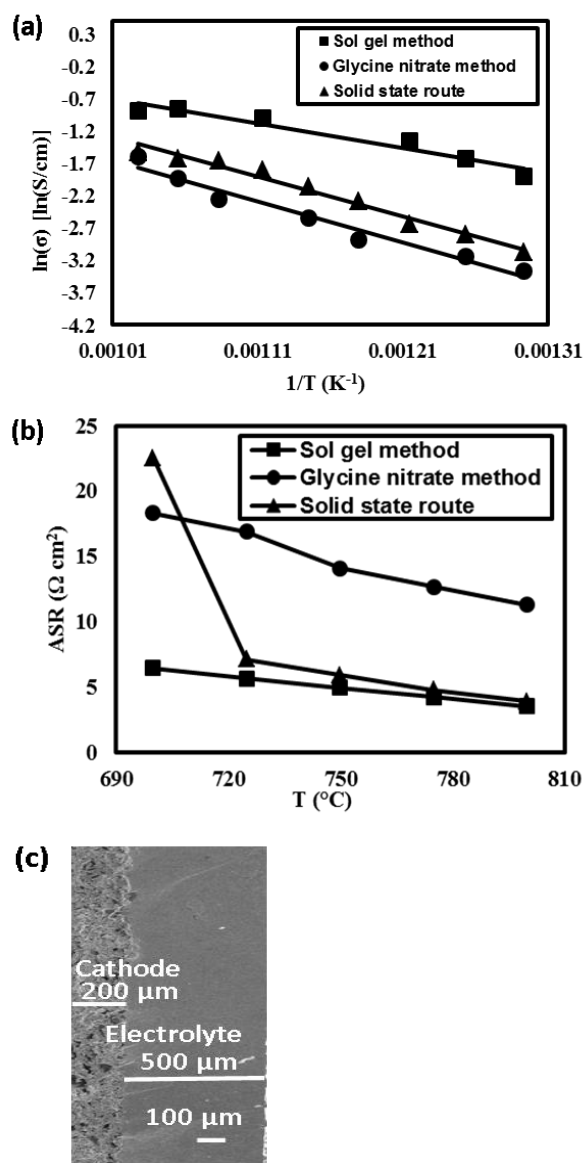 (a)
0.3
-0.2
-0.7
-1.2
-1.7
-2.2
-2.7
-3.2
-3.7
-4.2
ln(σ) [ln(S/cm)]
■ Sol gel method
● Glycine nitrate method
▲ Solid state route
0.00101 0.00111 0.00121 0.00131
1/T (K⁻¹)
(b)
25
20
15
10
5
0
ASR (Ω cm²)
Sol gel method
Glycine nitrate method
Solid state route
690 720 750 780 810
T (°C)
(c)
Cathode
200 μm
Electrolyte
500 μm
100 μm